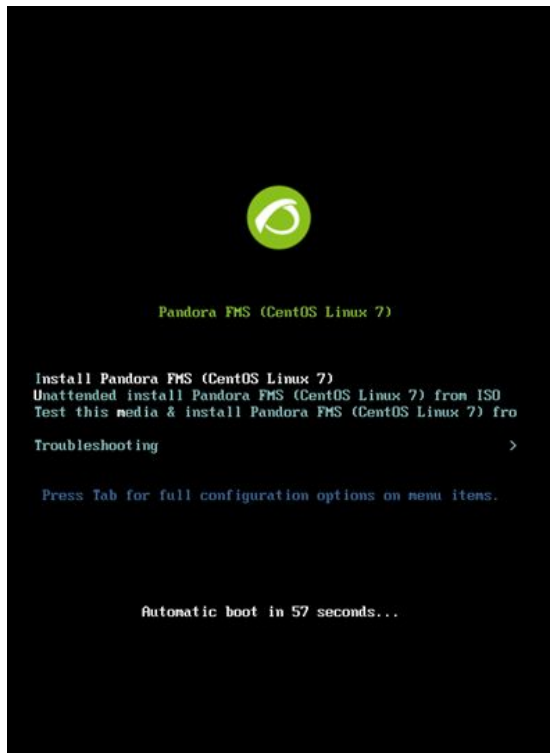 Pandora FMS (CentOS Linux 7)
Install Pandora FMS (CentOS Linux 7)
Unattended install Pandora FMS (CentOS Linux 7) from ISO
Test this media & install Pandora FMS (CentOS Linux 7) fro
Troubleshooting >
Press Tab for full configuration options on menu items.
Automatic boot in 57 seconds...